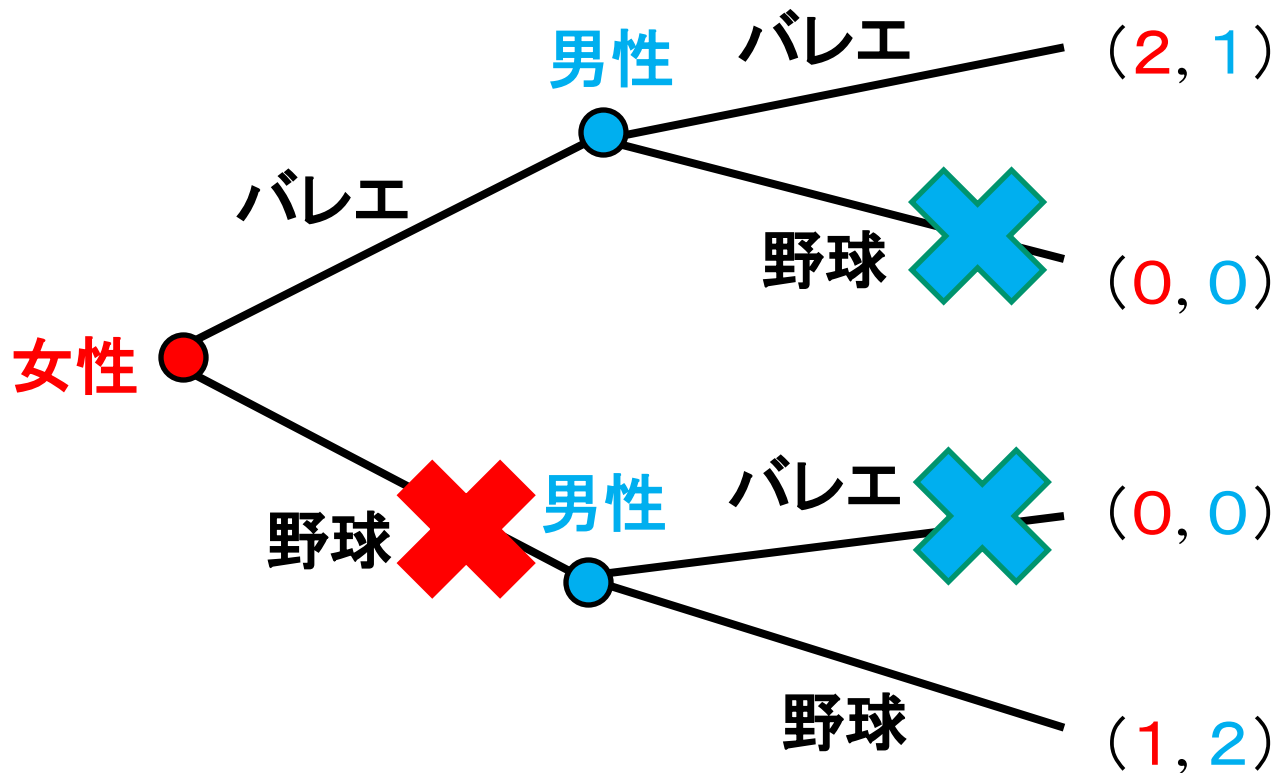 男性
バレエ
(2, 1)
バレエ
野球
(0, 0)
女性
野球
男性
バレエ
(0, 0)
野球
(1, 2)